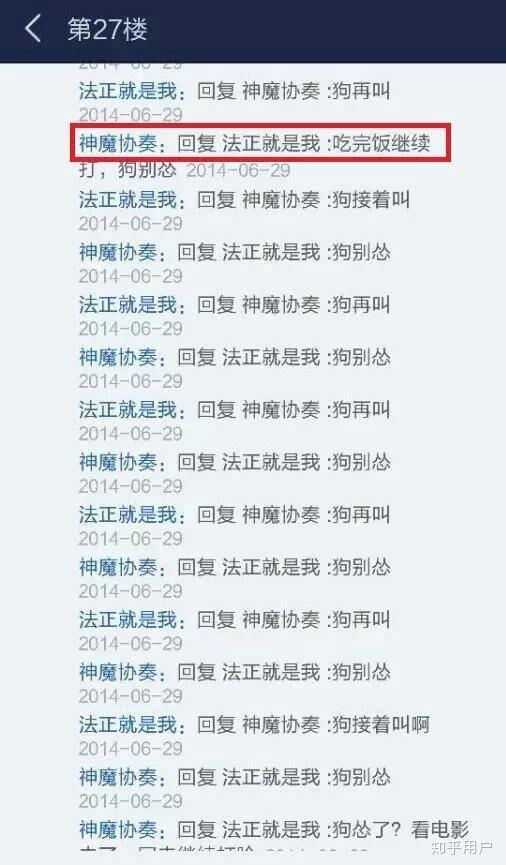 第27楼
2014-06-29
法正就是我：回复 神魔协奏 :狗再叫
2014-06-29
神魔协奏：回复 法正就是我 :吃完饭继续
打，狗别怂 2014-06-29
法正就是我：回复 神魔协奏 :狗接着叫
2014-06-29
神魔协奏：回复 法正就是我 :狗别怂
2014-06-29
法正就是我：回复 神魔协奏 :狗再叫
2014-06-29
神魔协奏：回复 法正就是我 :狗别怂
2014-06-29
法正就是我：回复 神魔协奏 :狗再叫
2014-06-29
神魔协奏：回复 法正就是我 :狗别怂
2014-06-29
法正就是我：回复 神魔协奏 :狗再叫
2014-06-29
神魔协奏：回复 法正就是我 :狗别怂
2014-06-29
法正就是我：回复 神魔协奏 :狗再叫
2014-06-29
神魔协奏：回复 法正就是我 :狗别怂
2014-06-29
法正就是我：回复 神魔协奏 :狗接着叫啊
2014-06-29
神魔协奏：回复 法正就是我 :狗别怂
2014-06-29
神魔协奏：回复 法正就是我 :狗怂了？看电影
知乎用户